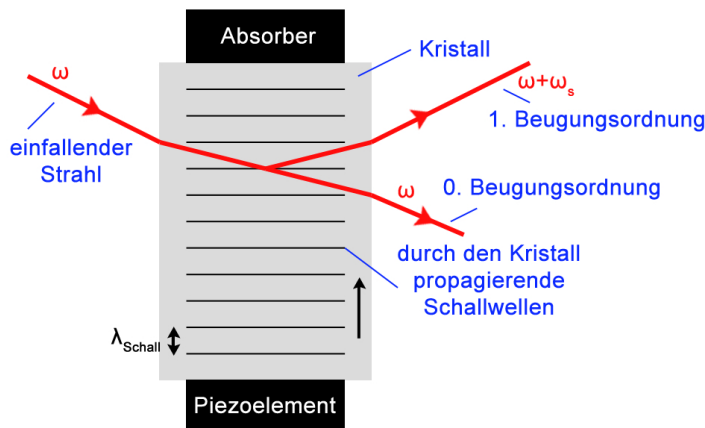 Absorber
Kristall
ω
ω+ωs
1. Beugungsordnung
einfallender
Strahl
ω
0. Beugungsordnung
durch den Kristall
propagierende
Schallwellen
λSchall
Piezoelement